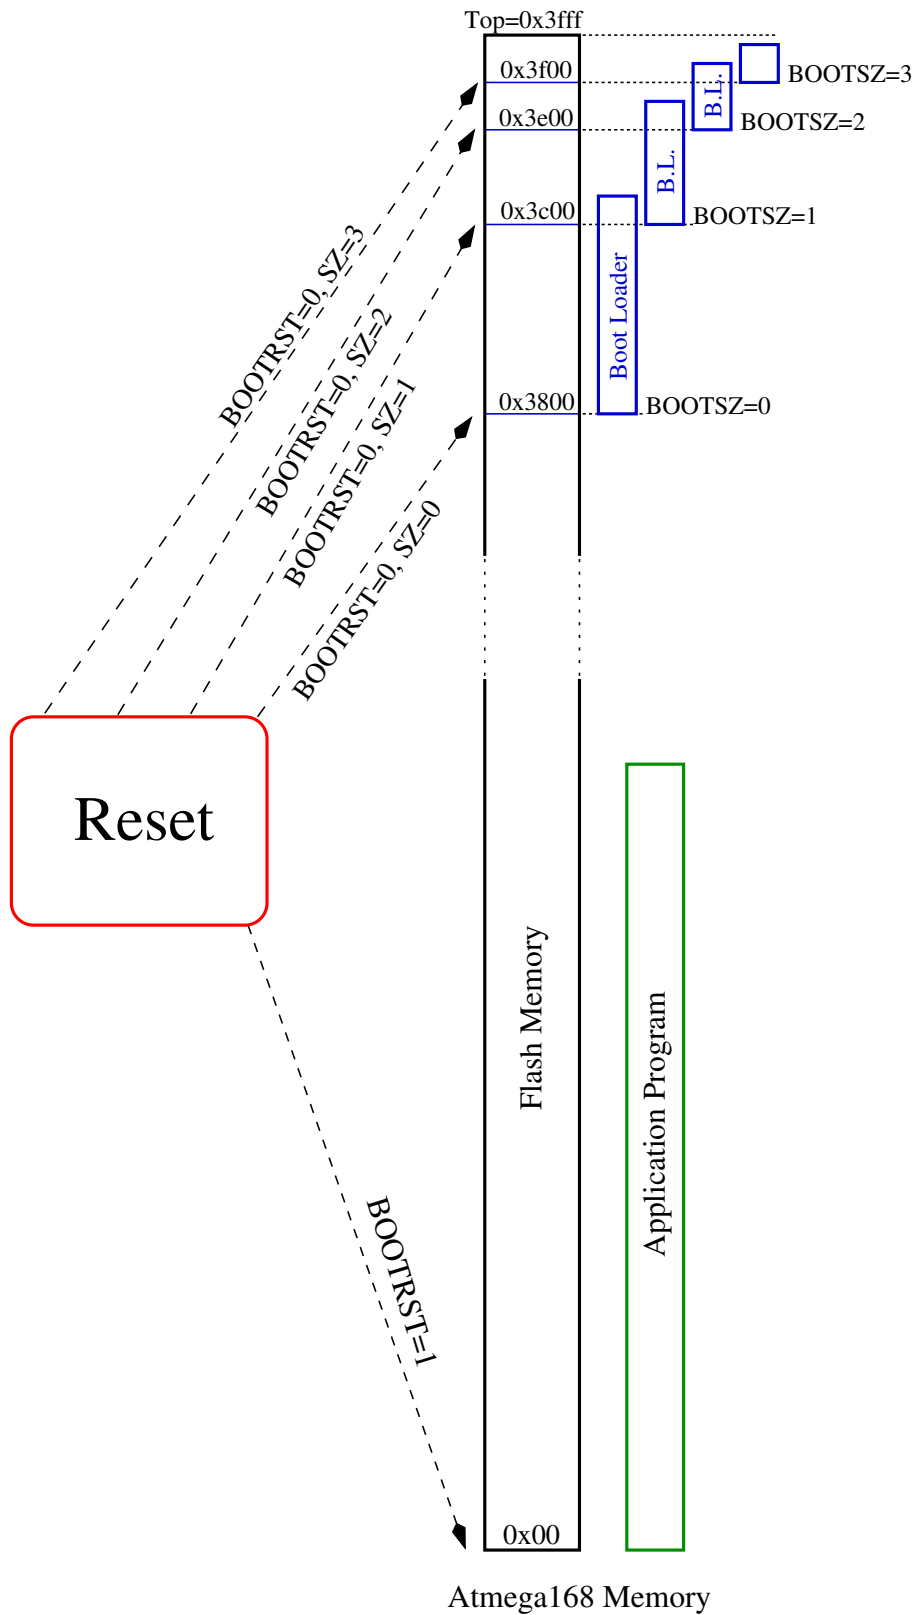 Top=0x3fff
0x3f00
BOOTSZ=3
B.L.
0x3e00
BOOTSZ=2
B.L.
0x3c00
BOOTSZ=1
Boot Loader
0x3800
BOOTSZ=0
BOOTRST=0, SZ=3
BOOTRST=0, SZ=2
BOOTRST=0, SZ=1
BOOTRST=0, SZ=0
Reset
Flash Memory
Application Program
BOOTRST=1
0x00
Atmega168 Memory